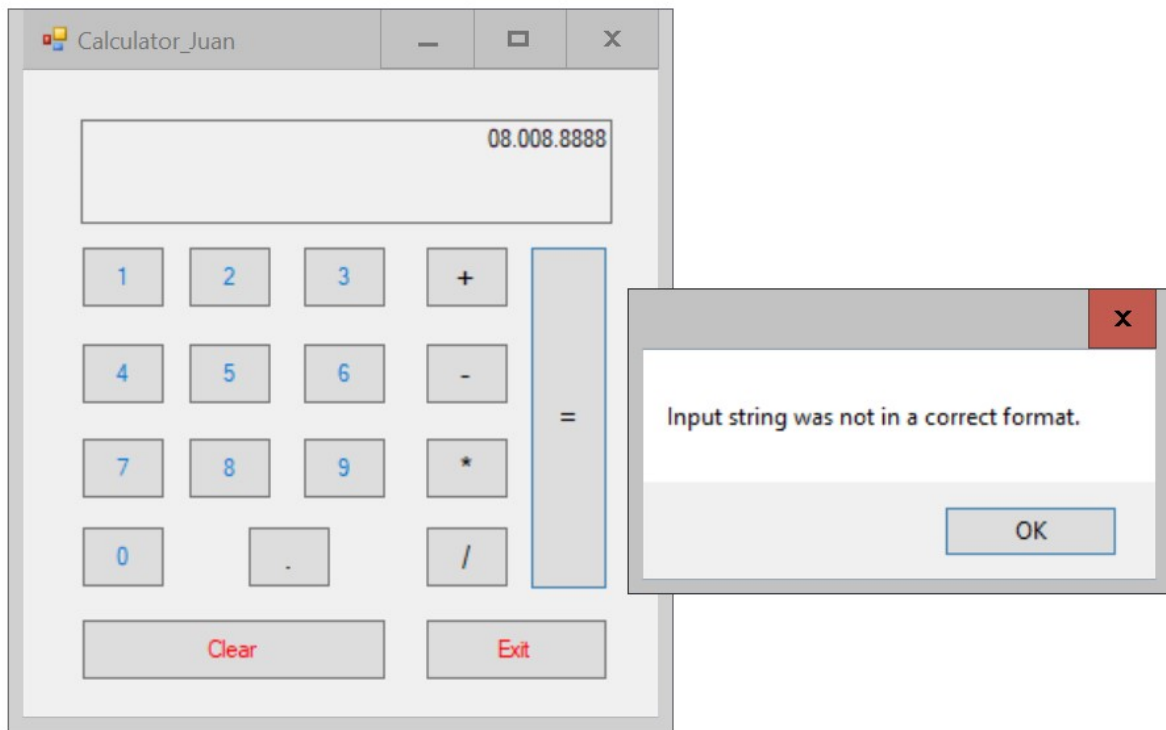 Calculator_Juan
08.008.8888
1 2 3 +
4 5 6 -
=
7 8 9 *
0 . /
Clear Exit
X
Input string was not in a correct format.
OK